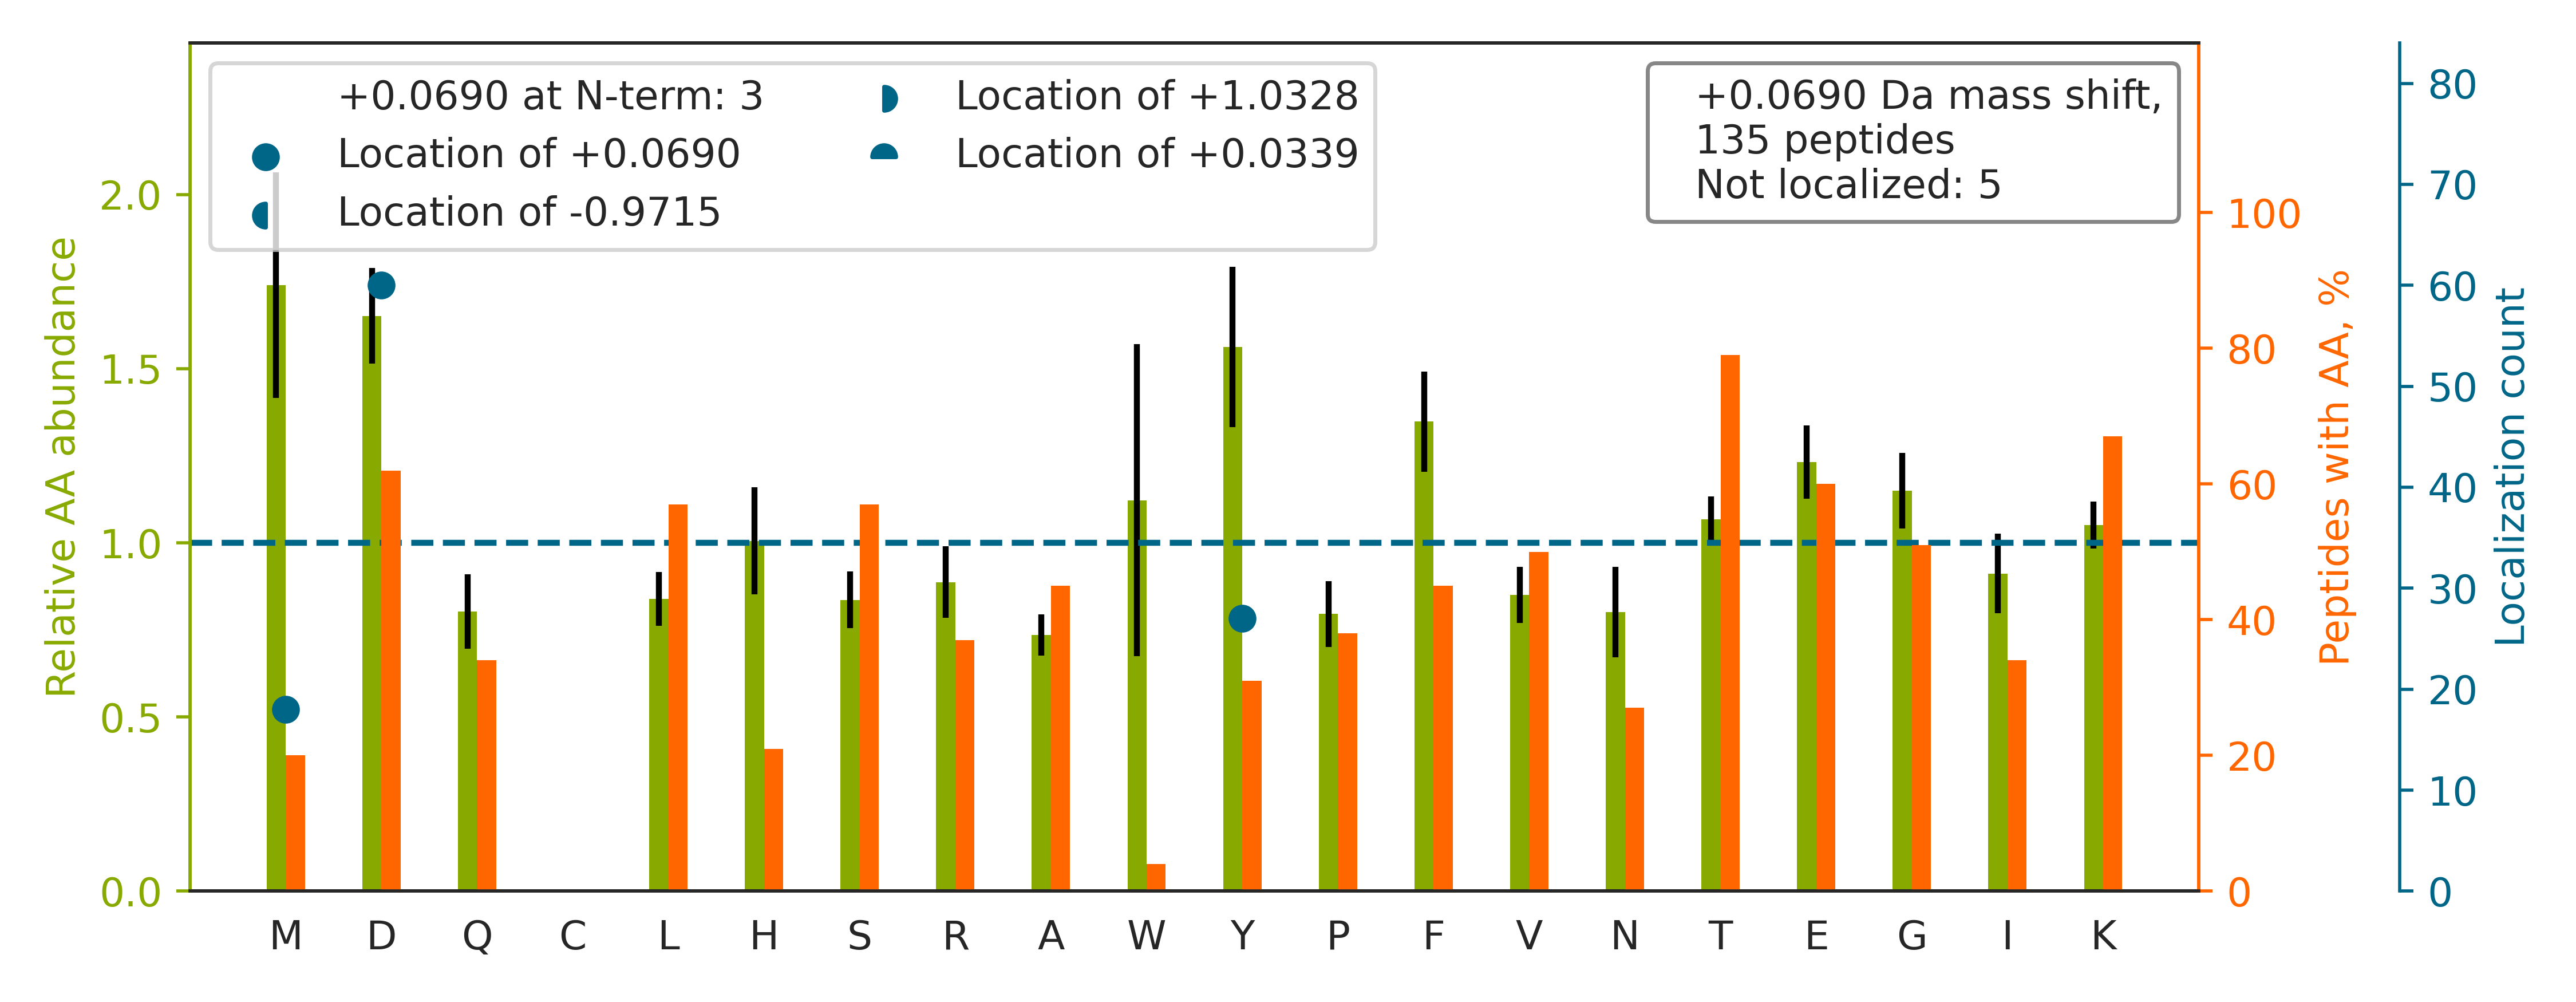 +0.0690 at N-term: 3
Location of +0.0690
Location of -0.9715
Location of +1.0328
Location of +0.0339
+0.0690 Da mass shift,
135 peptides
Not localized: 5
Relative AA abundance
2.0
1.5
1.0
0.5
0.0
M D Q C L H S R A W Y P F V N T E G I K
100
80
60
40
20
0
Peptides with AA, %
80
70
60
50
40
30
20
10
0
Localization count